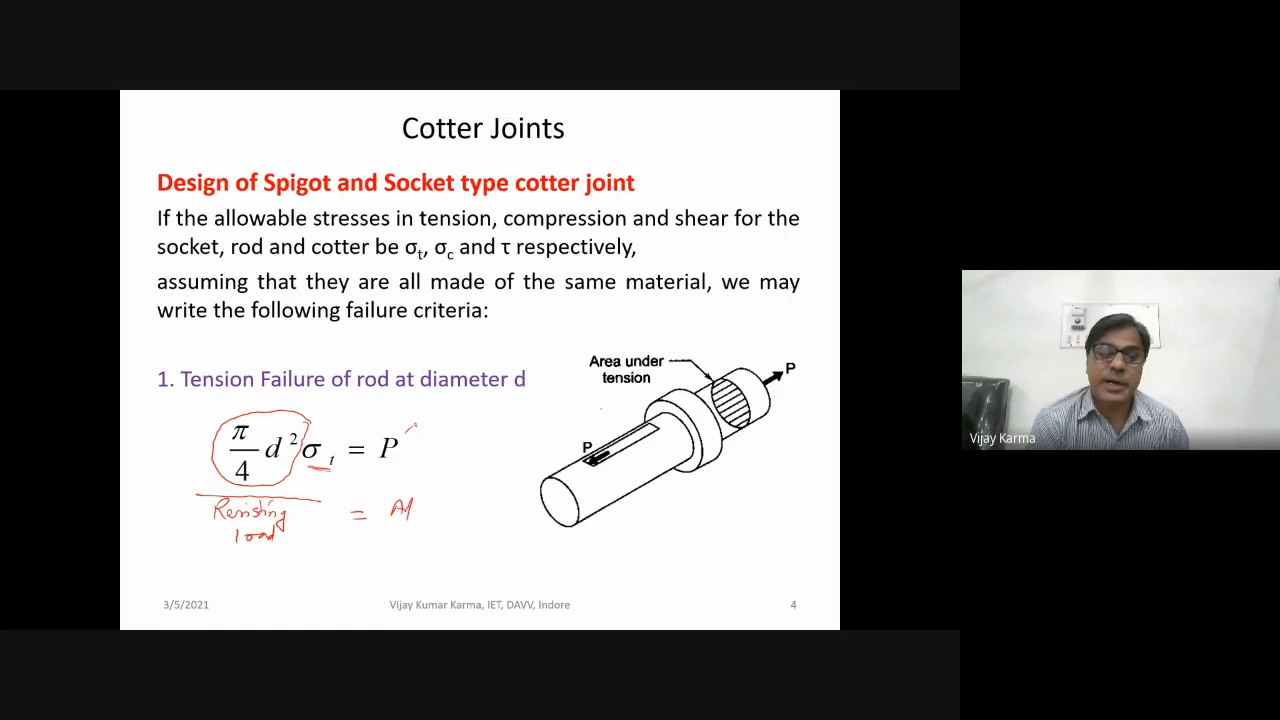 Cotter Joints
Design of Spigot and Socket type cotter joint
If the allowable stresses in tension, compression and shear for the
socket, rod and cotter be σt, σc and τ respectively,
assuming that they are all made of the same material, we may
write the following failure criteria:
1. Tension Failure of rod at diameter d
π/4 d² σt = P
Resisting =
load
Area under
tension
P
P
3/5/2021 Vijay Kumar Karma, IET, DAVV, Indore 4
Vijay Karma